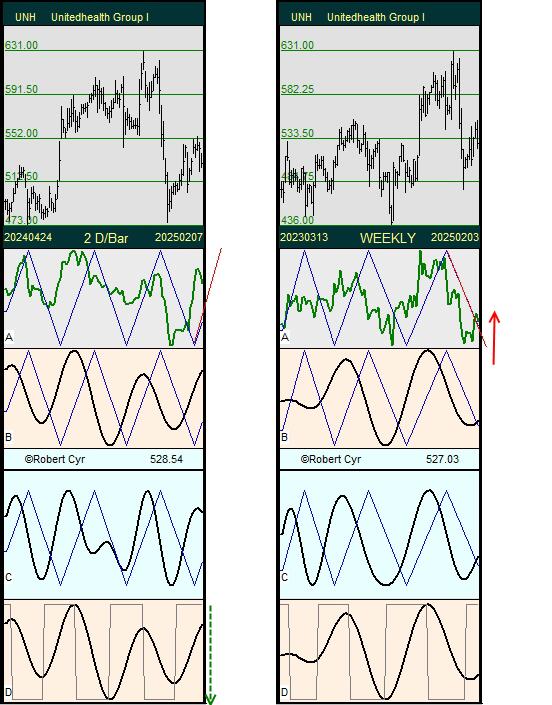 UNH Unitedhealth Group I
631.00
591.50
552.00
473.00
20240424 2 D/Bar 20250207
A
B
©Robert Cyr 528.54
C
D
UNH Unitedhealth Group I
631.00
582.25
533.50
436.00
20230313 WEEKLY 20250203
A
B
©Robert Cyr 527.03
C
D